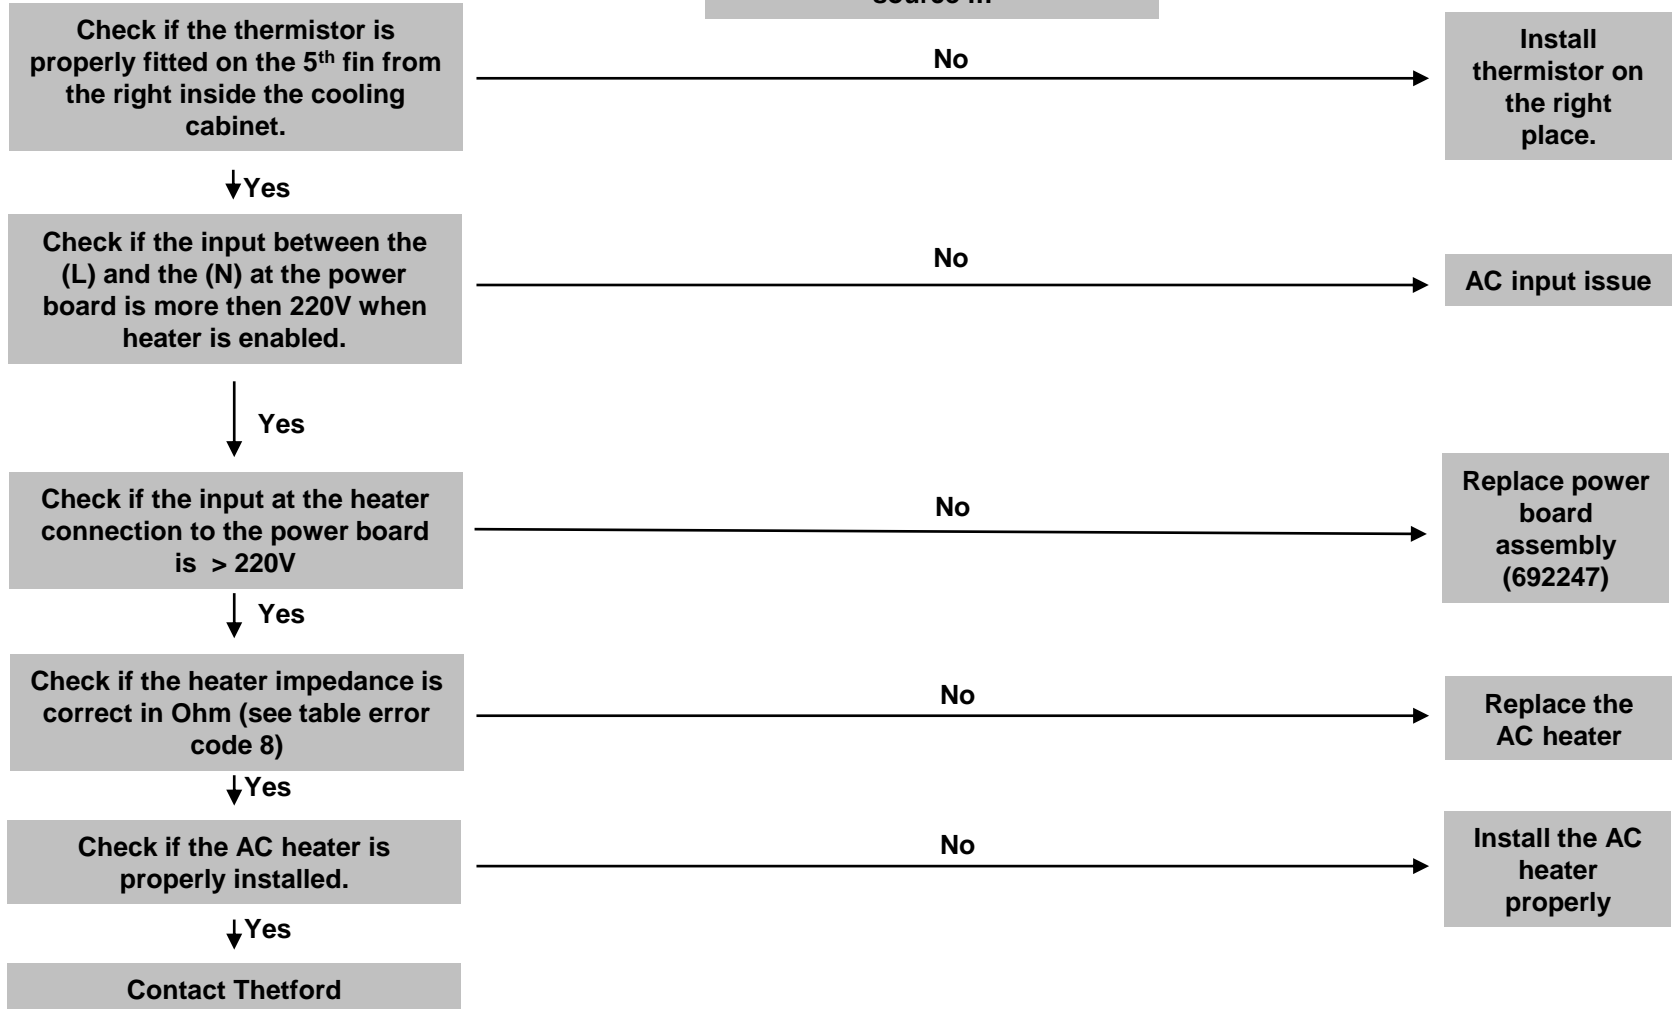 source in
Check if the thermistor is
properly fitted on the 5th fin from
the right inside the cooling
cabinet.
No
Install
thermistor on
the right
place.
Yes
Check if the input between the
(L) and the (N) at the power
board is more then 220V when
heater is enabled.
No
AC input issue
Yes
Check if the input at the heater
connection to the power board
is > 220V
No
Replace power
board
assembly
(692247)
Yes
Check if the heater impedance is
correct in Ohm (see table error
code 8)
No
Replace the
AC heater
Yes
Check if the AC heater is
properly installed.
No
Install the AC
heater
properly
Yes
Contact Thetford